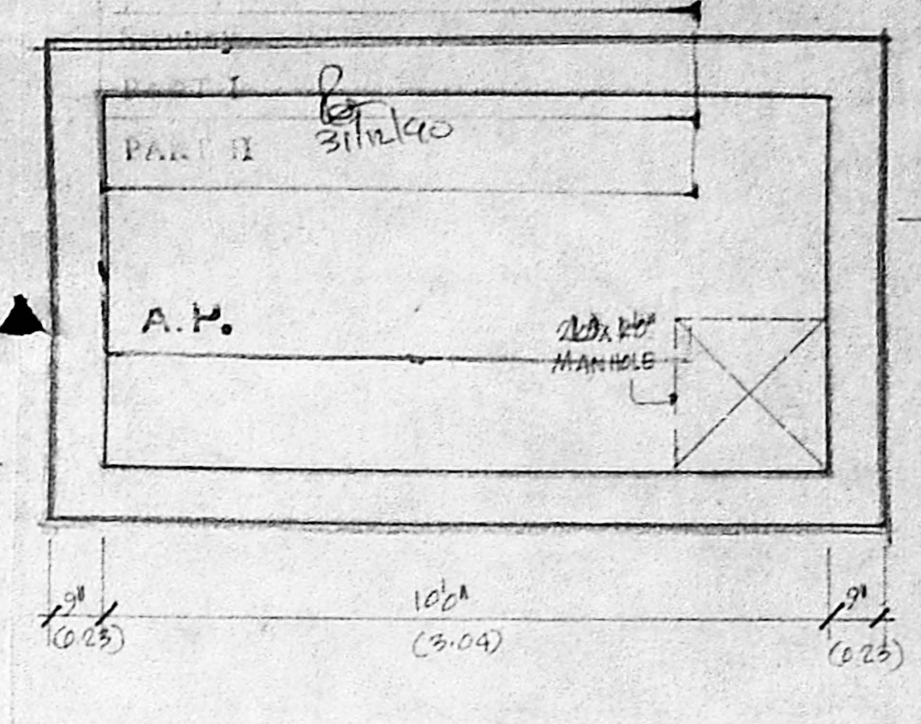 PART I
31/12/90
PART II
MANHOLE
9"
10'0"
9"
(0.23)
(3.04)
(0.23)